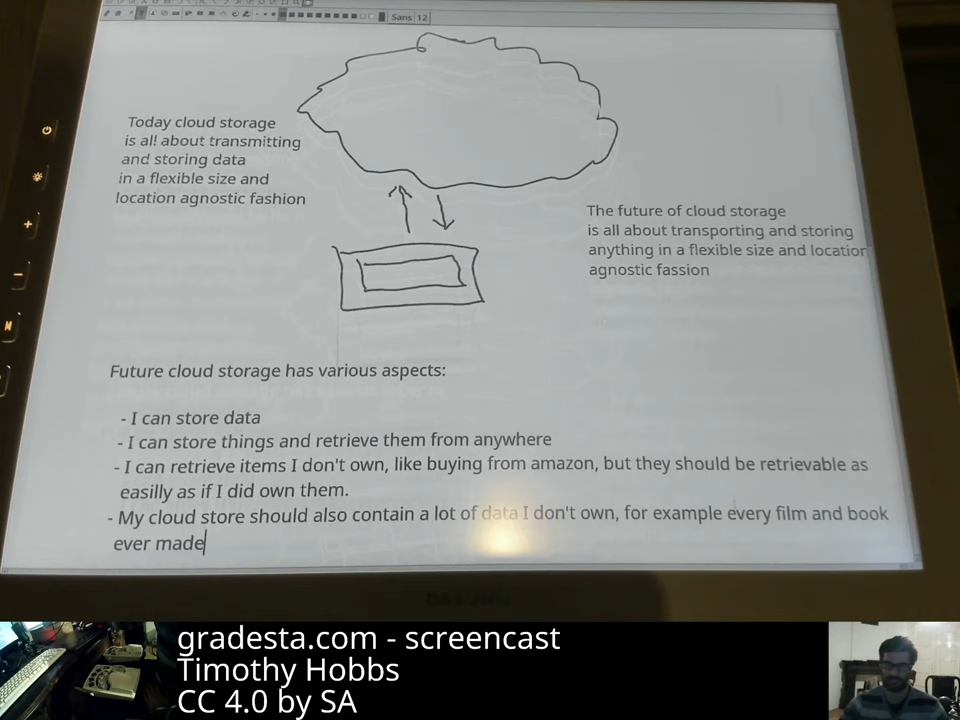 Sans 12
Today cloud storage
is all about transmitting
and storing data
in a flexible size and
location agnostic fashion
The future of cloud storage
is all about transporting and storing
anything in a flexible size and location
agnostic fassion
Future cloud storage has various aspects:
- I can store data
- I can store things and retrieve them from anywhere
- I can retrieve items I don't own, like buying from amazon, but they should be retrievable as
easilly as if I did own them.
- My cloud store should also contain a lot of data I don't own, for example every film and book
ever made
gradesta.com - screencast
Timothy Hobbs
CC 4.0 by SA